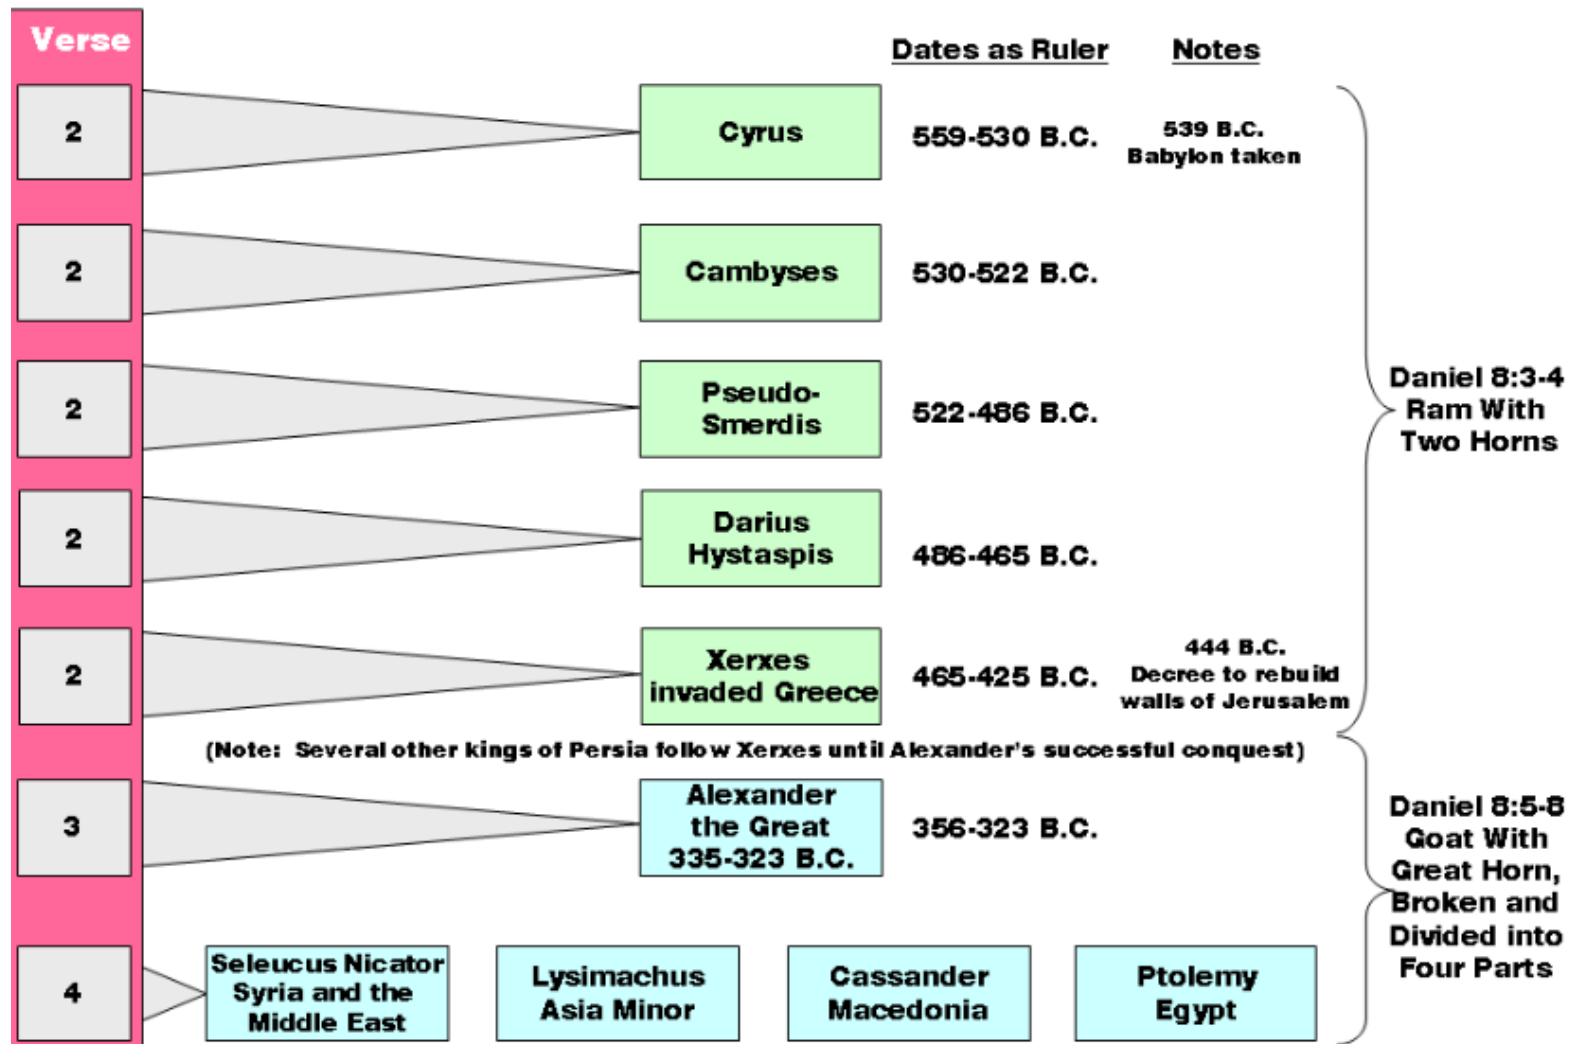 Verse
Dates as Ruler
Notes
2
Cyrus
559-530 B.C.
539 B.C.
Babylon taken
2
Cambyses
530-522 B.C.
2
Pseudo-
Smerdis
522-486 B.C.
Daniel 8:3-4
Ram With
Two Horns
2
Darius
Hystaspis
486-465 B.C.
2
Xerxes
invaded Greece
465-425 B.C.
444 B.C.
Decree to rebuild
walls of Jerusalem
(Note: Several other kings of Persia follow Xerxes until Alexander's successful conquest)
3
Alexander
the Great
335-323 B.C.
356-323 B.C.
Daniel 8:5-8
Goat With
Great Horn,
Broken and
Divided into
Four Parts
4
Seleucus Nicator
Syria and the
Middle East
Lysimachus
Asia Minor
Cassander
Macedonia
Ptolemy
Egypt